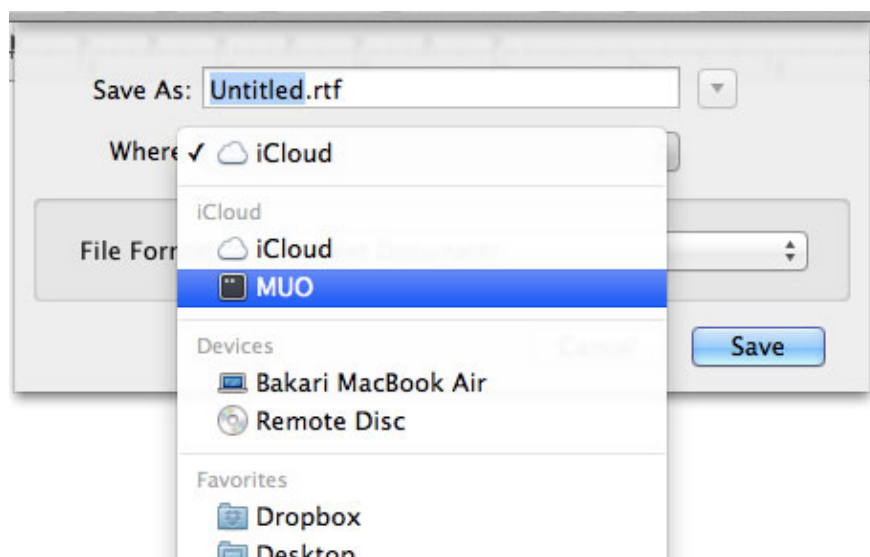 Save As: Untitled.rtf
Where ✓ iCloud
iCloud
File Forr iCloud
MUO
Devices
Cancel Save
Bakari MacBook Air
Remote Disc
Favorites
Dropbox
Desktop